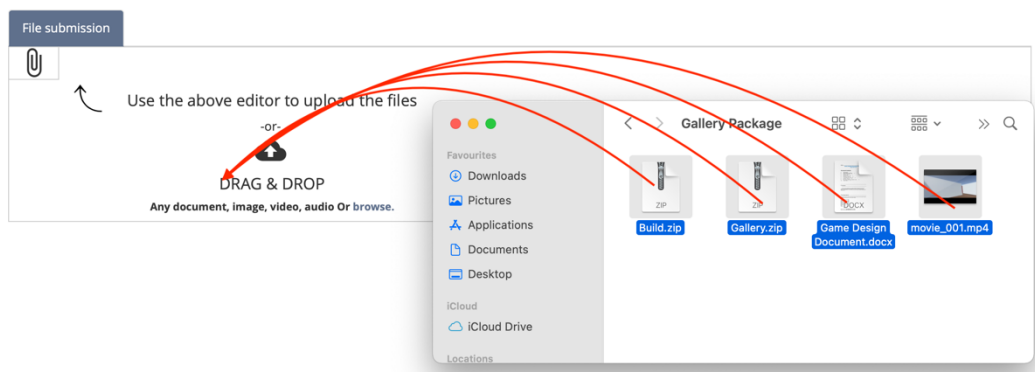 File submission
Use the above editor to upload the files
-or-
DRAG & DROP
Any document, image, video, audio Or browse.
Gallery Package
Favourites
Downloads
Pictures
Applications
Documents
Desktop
iCloud
iCloud Drive
Locations
ZIP
Build.zip
ZIP
Gallery.zip
DOCX
Game Design
Document.docx
movie_001.mp4